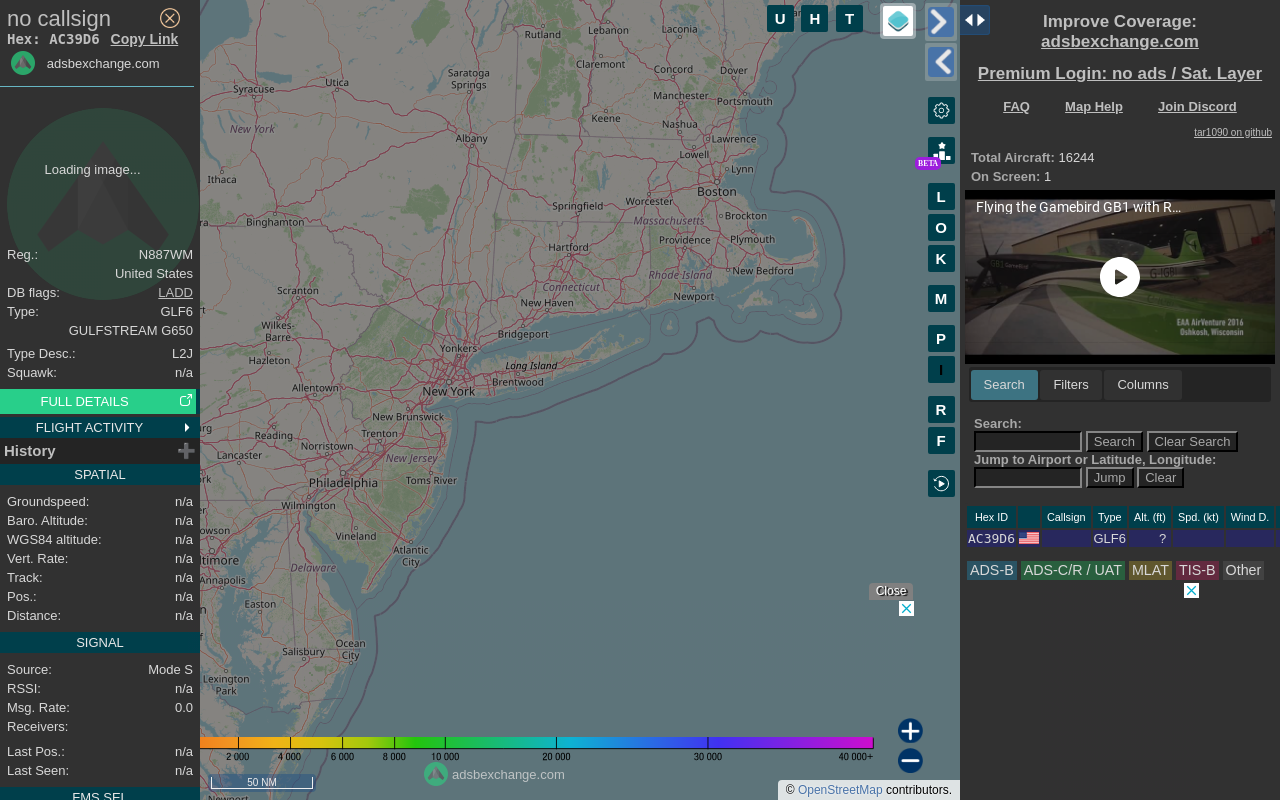 no callsign
Hex: AC39D6 Copy Link
adsbexchange.com
Loading image...
Reg.: N887WM
United States
DB flags: LADD
Type: GLF6
GULFSTREAM G650
Type Desc.: L2J
Squawk: n/a
FULL DETAILS
FLIGHT ACTIVITY
History
SPATIAL
Groundspeed: n/a
Baro. Altitude: n/a
WGS84 altitude: n/a
Vert. Rate: n/a
Track: n/a
Pos.: n/a
Distance: n/a
SIGNAL
Source: Mode S
RSSI: n/a
Msg. Rate: 0.0
Receivers:
Last Pos.: n/a
Last Seen: n/a
FMS SEL
U H T
Rutland
Lebanon
Laconia
Claremont
Concord
Dover
Saratoga Springs
Utica
Syracuse
Manchester
Portsmouth
Keene
Nashua
New York
Albany
Lawrence
Lowell
Lynn
Ithaca
Boston
Worcester
Springfield
Massachusetts
Brockton
Binghamton
Providence
Plymouth
Hartford
Rhode Island
New Bedford
Connecticut
Newport
Scranton
New Haven
Wilkes-Barre
Bridgeport
Yonkers
Hazleton
Long Island
Brentwood
Allentown
New York
New Brunswick
Reading
Trenton
Norristown
Lancaster
New Jersey
Toms River
Philadelphia
Wilmington
Vineland
Atlantic City
Delaware
Annapolis
Easton
Ocean City
Salisbury
Lexington Park
BETA
L
O
K
M
P
I
R
F
Close
2 000 4 000 6 000 8 000 10 000 20 000 30 000 40 000+
50 NM
adsbexchange.com
© OpenStreetMap contributors.
Improve Coverage:
adsbexchange.com
Premium Login: no ads / Sat. Layer
FAQ Map Help Join Discord
tar1090 on github
Total Aircraft: 16244
On Screen: 1
Flying the Gamebird GB1 with R...
EAA AirVenture 2016
Oshkosh, Wisconsin
Search Filters Columns
Search:
Search Clear Search
Jump to Airport or Latitude, Longitude:
Jump Clear
Hex ID Callsign Type Alt. (ft) Spd. (kt) Wind D.
AC39D6 GLF6 ?
ADS-B ADS-C/R / UAT MLAT TIS-B Other